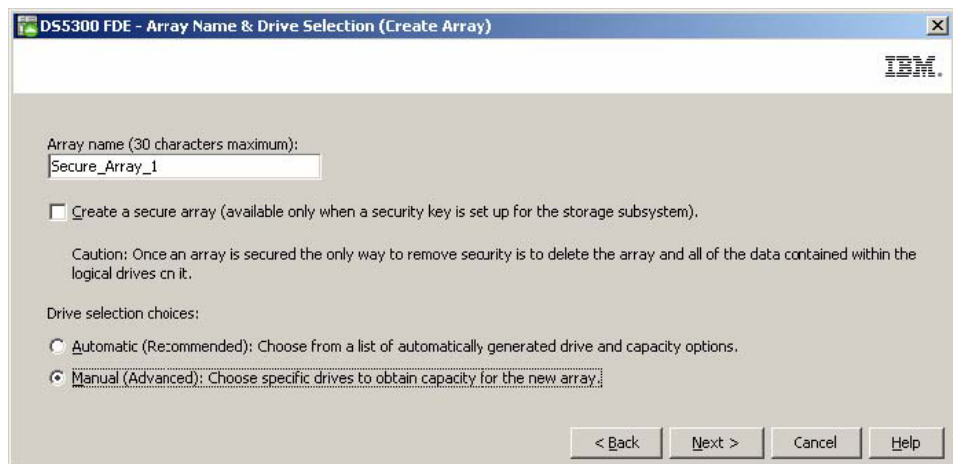 DS5300 FDE - Array Name & Drive Selection (Create Array)
IBM.
Array name (30 characters maximum):
Secure_Array_1
Create a secure array (available only when a security key is set up for the storage subsystem).
Caution: Once an array is secured the only way to remove security is to delete the array and all of the data contained within the
logical drives cn it.
Drive selection choices:
Automatic (Recommended): Choose from a list of automatically generated drive and capacity options.
Manual (Advanced): Choose specific drives to obtain capacity for the new array.
< Back
Next >
Cancel
Help